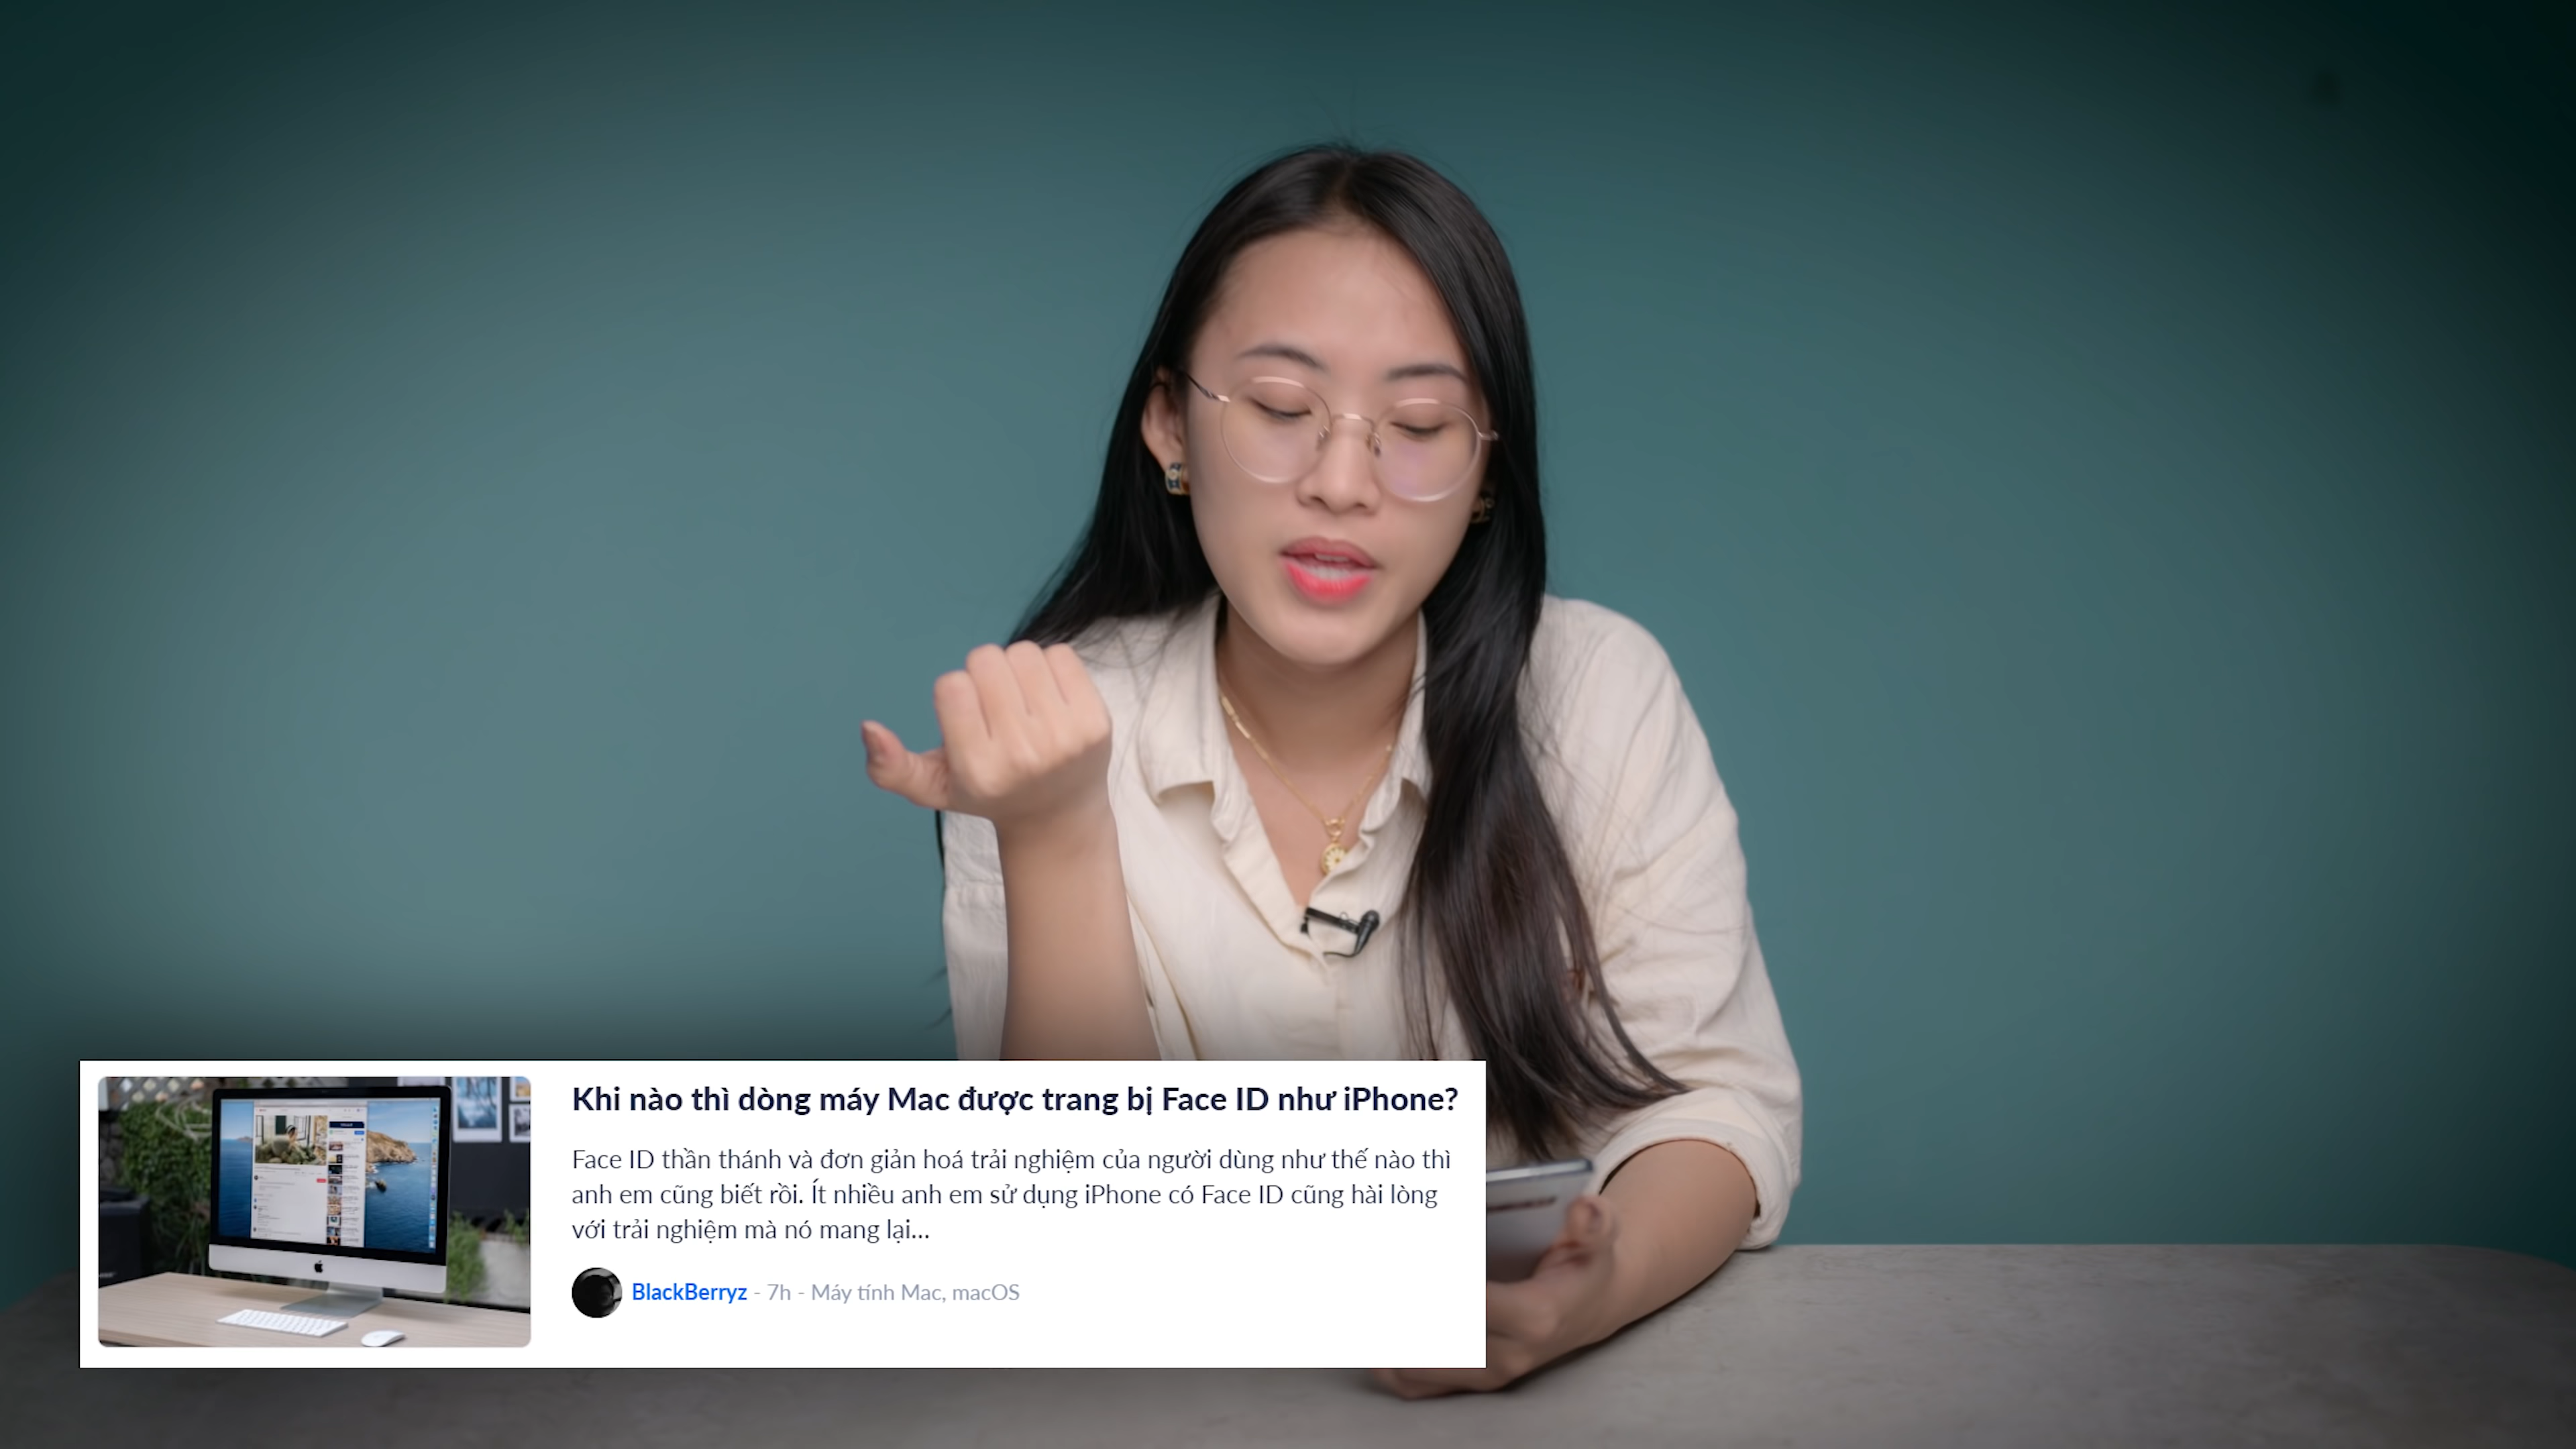 Khi nào thì dòng máy Mac được trang bị Face ID như iPhone?
Face ID thần thánh và đơn giản hoá trải nghiệm của người dùng như thế nào thì
anh em cũng biết rồi. Ít nhiều anh em sử dụng iPhone có Face ID cũng hài lòng
với trải nghiệm mà nó mang lại...
BlackBerryz - 7h - Máy tính Mac, macOS